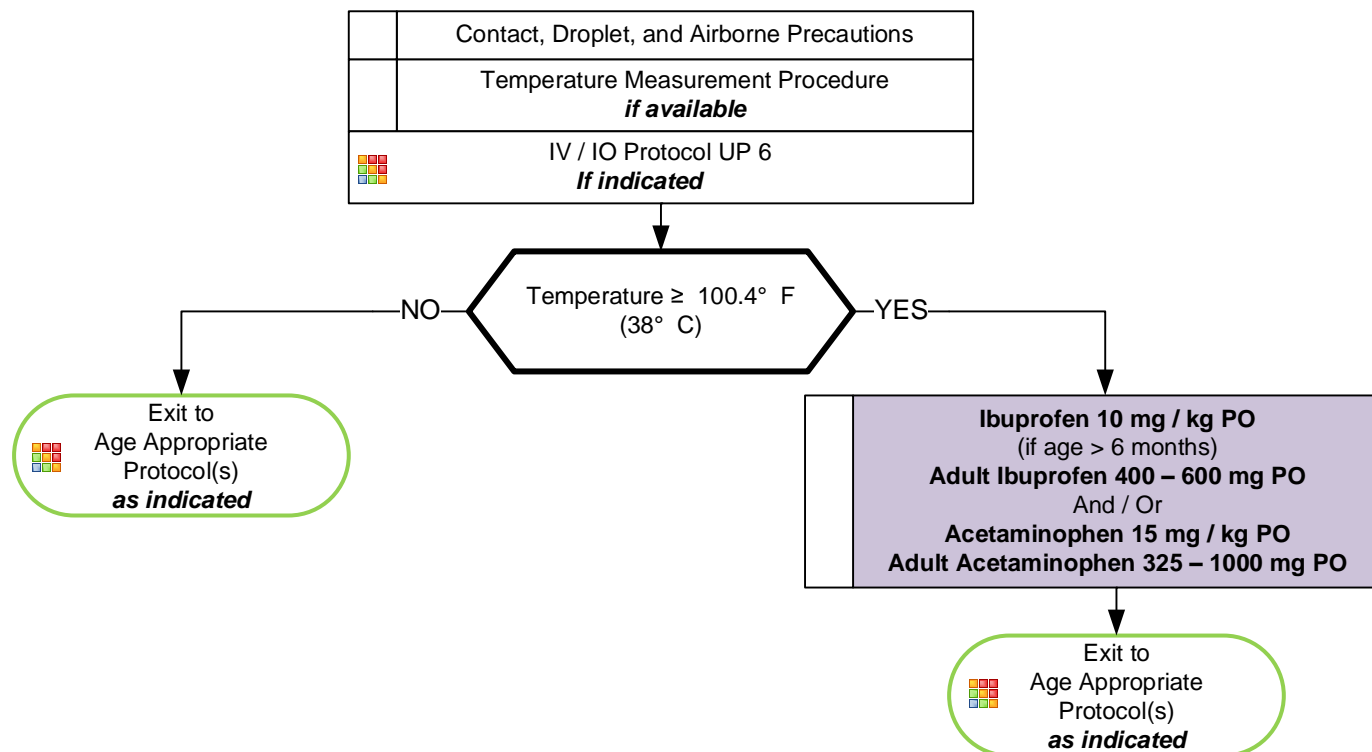 Contact, Droplet, and Airborne Precautions
Temperature Measurement Procedure
if available
IV / IO Protocol UP 6
If indicated
Temperature ≥ 100.4° F
(38° C)
NO
YES
Exit to
Age Appropriate
Protocol(s)
as indicated
Ibuprofen 10 mg / kg PO
(if age > 6 months)
Adult Ibuprofen 400 – 600 mg PO
And / Or
Acetaminophen 15 mg / kg PO
Adult Acetaminophen 325 – 1000 mg PO
Exit to
Age Appropriate
Protocol(s)
as indicated